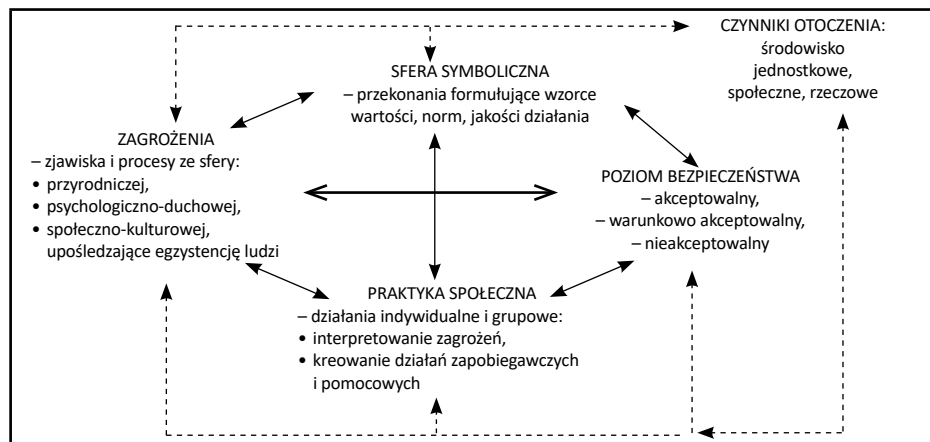 CZYNNIKI OTOCZENIA:
środowisko
jednostkowe,
społeczne, rzeczowe
SFERA SYMBOLICZNA
– przekonania formułujące wzorce
wartości, norm, jakości działania
ZAGROŻENIA
– zjawiska i procesy ze sfery:
• przyrodniczej,
• psychologiczno-duchowej,
• społeczno-kulturowej,
upośledzające egzystencję ludzi
POZIOM BEZPIECZEŃSTWA
– akceptowalny,
– warunkowo akceptowalny,
– nieakceptowalny
PRAKTYKA SPOŁECZNA
– działania indywidualne i grupowe:
• interpretowanie zagrożeń,
• kreowanie działań zapobiegawczych
i pomocowych